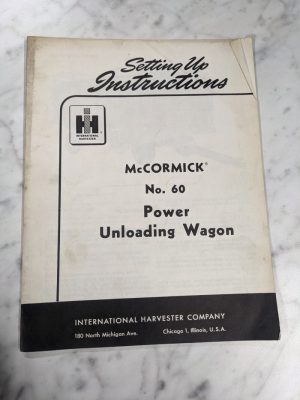 Setting Up
Instructions
IH
INTERNATIONAL
HARVESTER
McCORMICK®
No. 60
Power
Unloading Wagon
INTERNATIONAL HARVESTER COMPANY
180 North Michigan Ave. Chicago 1, Illinois, U.S.A.